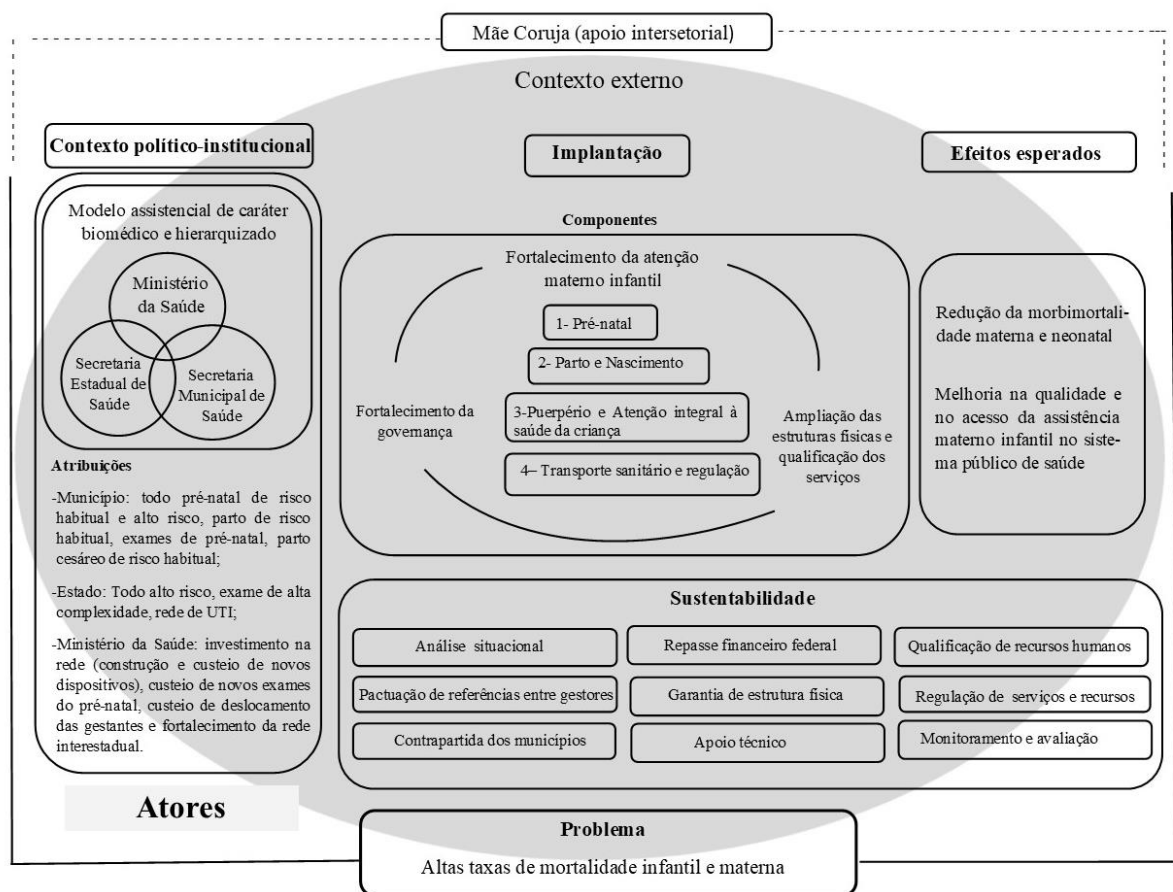 Mãe Coruja (apoio intersetorial)
Contexto externo
Contexto político-institucional
Modelo assistencial de caráter
biomédico e hierarquizado
Ministério
da Saúde
Secretaria
Estadual de
Saúde
Secretaria
Municipal de
Saúde
Atribuições
-Município: todo pré-natal de risco
habitual e alto risco, parto de risco
habitual, exames de pré-natal, parto
cesáreo de risco habitual;
-Estado: Todo alto risco, exame de alta
complexidade, rede de UTI;
-Ministério da Saúde: investimento na
rede (construção e custeio de novos
dispositivos), custeio de novos exames
do pré-natal, custeio de deslocamento
das gestantes e fortalecimento da rede
interestadual.
Atores
Implantação
Componentes
Fortalecimento da atenção
materno infantil
1- Pré-natal
2- Parto e Nascimento
3-Puerpério e Atenção integral à
saúde da criança
4– Transporte sanitário e regulação
Fortalecimento da
governança
Ampliação das
estruturas físicas e
qualificação dos
serviços
Efeitos esperados
Redução da morbimortali-
dade materna e neonatal
Melhoria na qualidade e
no acesso da assistência
materno infantil no siste-
ma público de saúde
Sustentabilidade
Análise situacional
Repasse financeiro federal
Qualificação de recursos humanos
Pactuação de referências entre gestores
Garantia de estrutura física
Regulação de serviços e recursos
Contrapartida dos municípios
Apoio técnico
Monitoramento e avaliação
Problema
Altas taxas de mortalidade infantil e materna